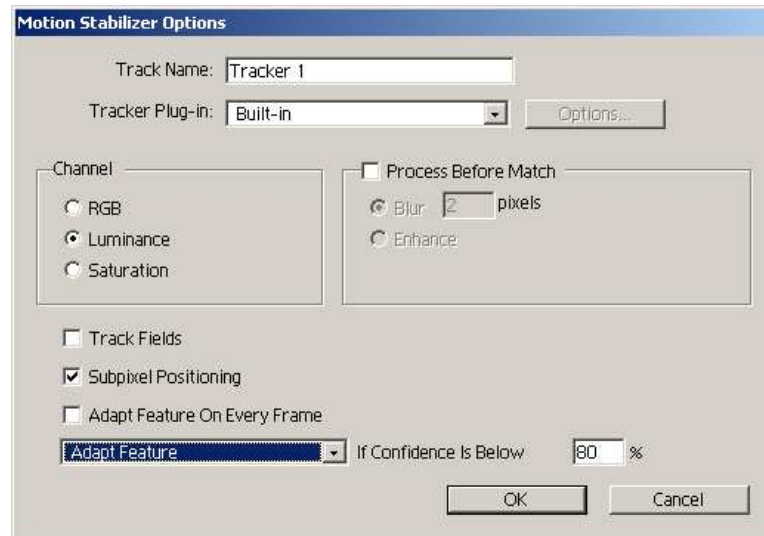 Motion Stabilizer Options
Track Name: Tracker 1
Tracker Plug-in: Built-in Options...
Channel
RGB
Luminance
Saturation
Process Before Match
Blur 2 pixels
Enhance
Track Fields
Subpixel Positioning
Adapt Feature On Every Frame
Adapt Feature If Confidence Is Below 80 %
OK Cancel